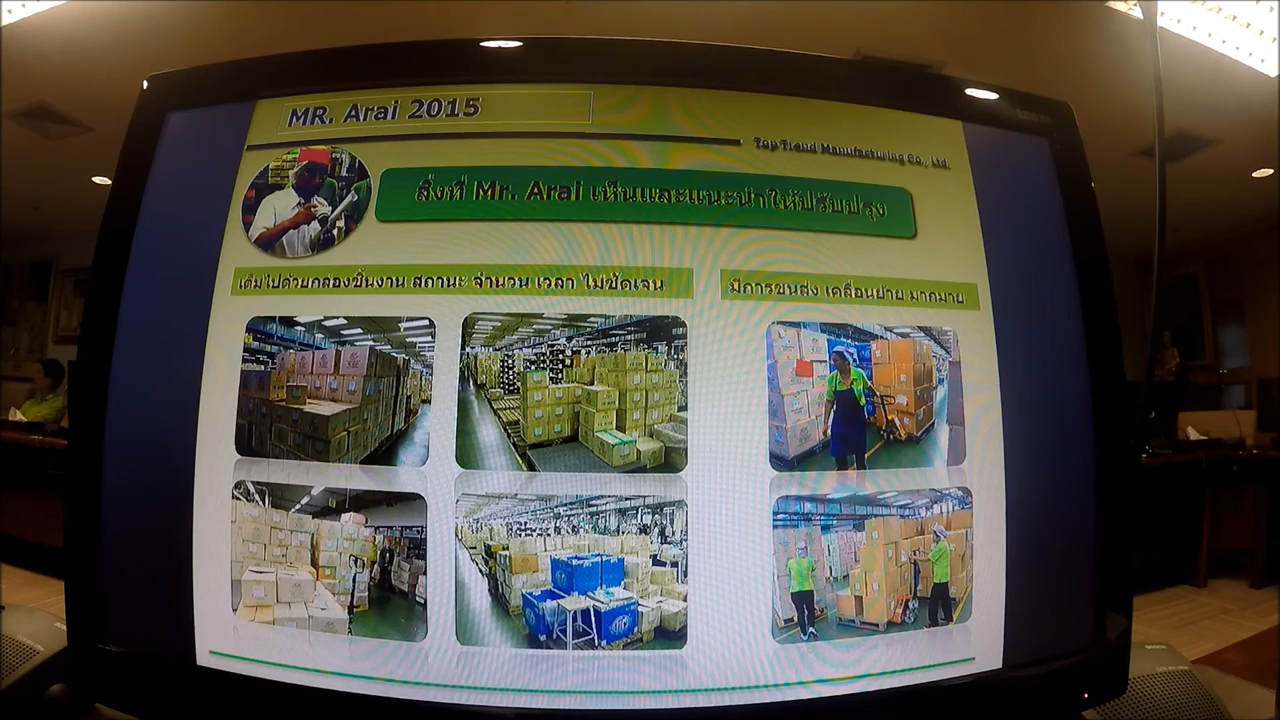 MR. Arai 2015
Top Trend Manufacturing Co., Ltd.
สิ่งที่ Mr. Arai เห็นและแนะนำให้ปรับปรุง
เต็มไปด้วยกล่องชิ้นงาน สถานะ จำนวน เวลา ไม่ชัดเจน
มีการขนส่ง เคลื่อนย้าย มากมาย